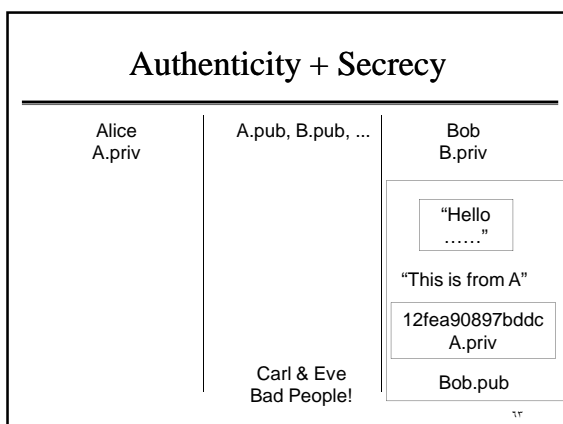 Authenticity + Secrecy
Alice
A.priv
A.pub, B.pub, ...
Bob
B.priv
“Hello
……”
“This is from A”
12fea90897bddc
A.priv
Bob.pub
Carl & Eve
Bad People!
٦٣